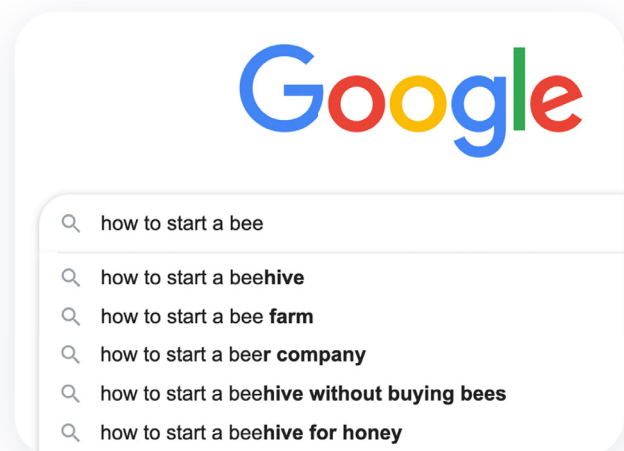 Google
how to start a bee
how to start a beehive
how to start a bee farm
how to start a beer company
how to start a beehive without buying bees
how to start a beehive for honey